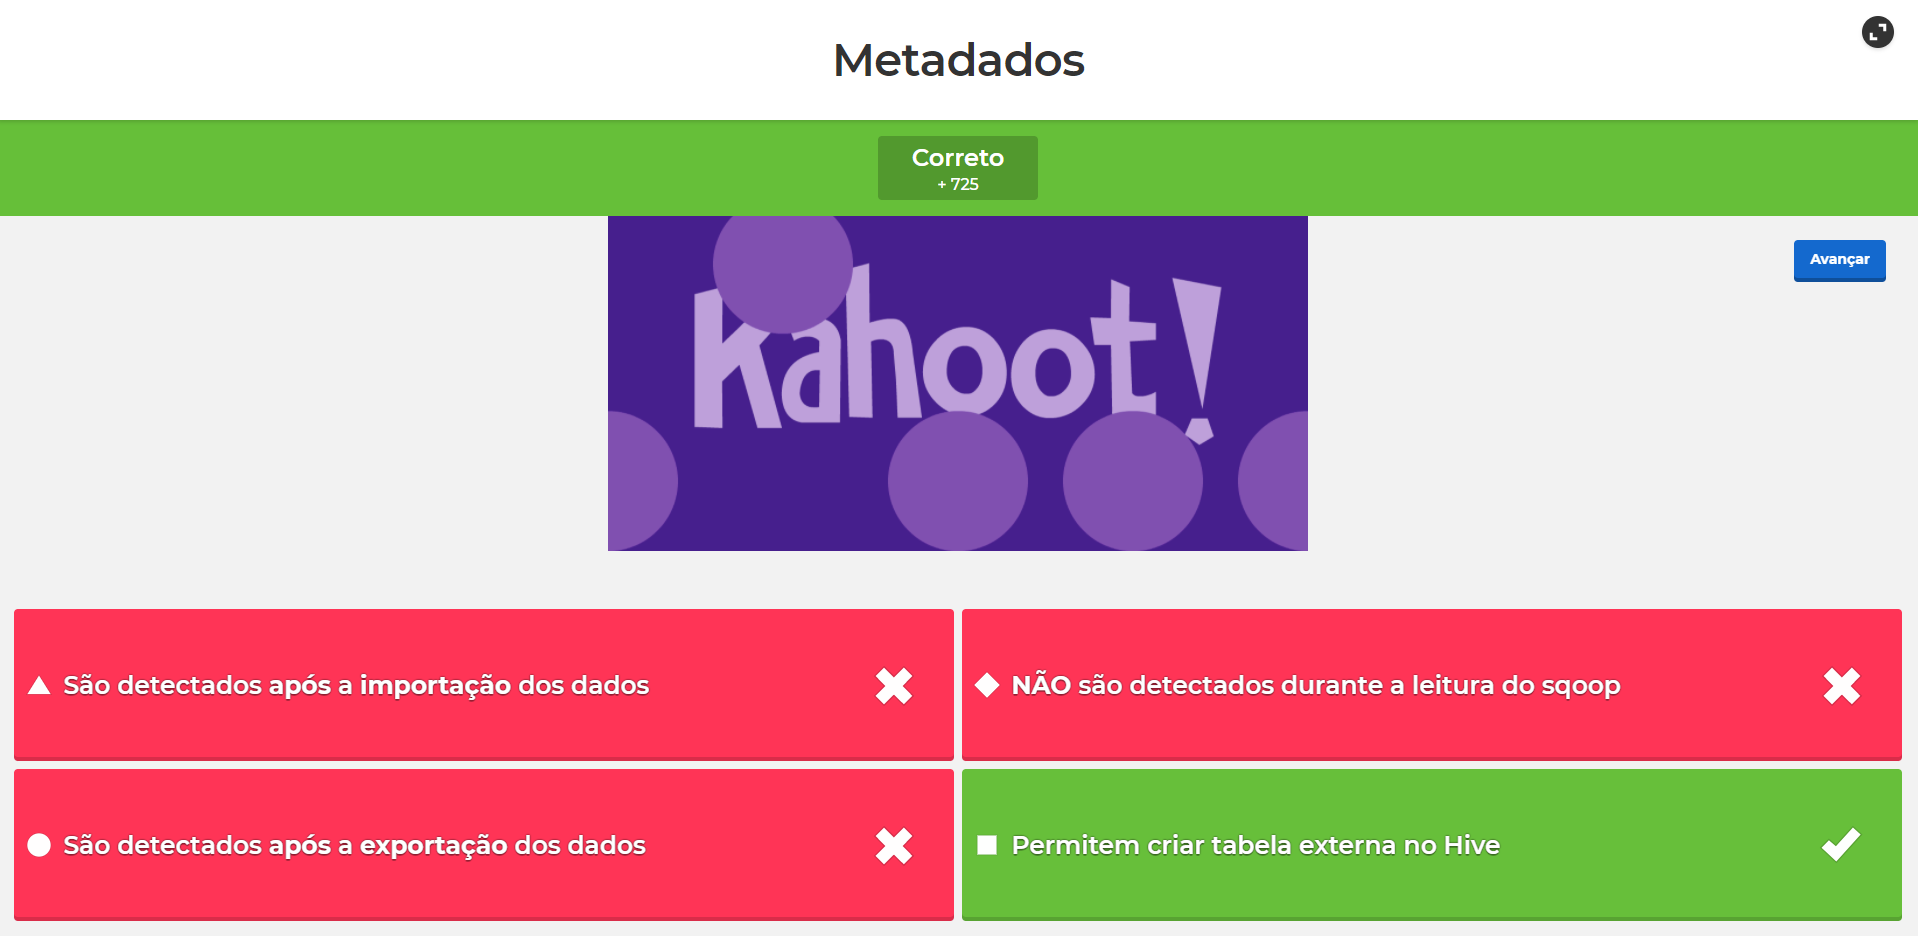 Metadados
Correto
+ 725
Kahoot!
Avançar
São detectados após a importação dos dados
NÃO são detectados durante a leitura do sqoop
São detectados após a exportação dos dados
Permitem criar tabela externa no Hive